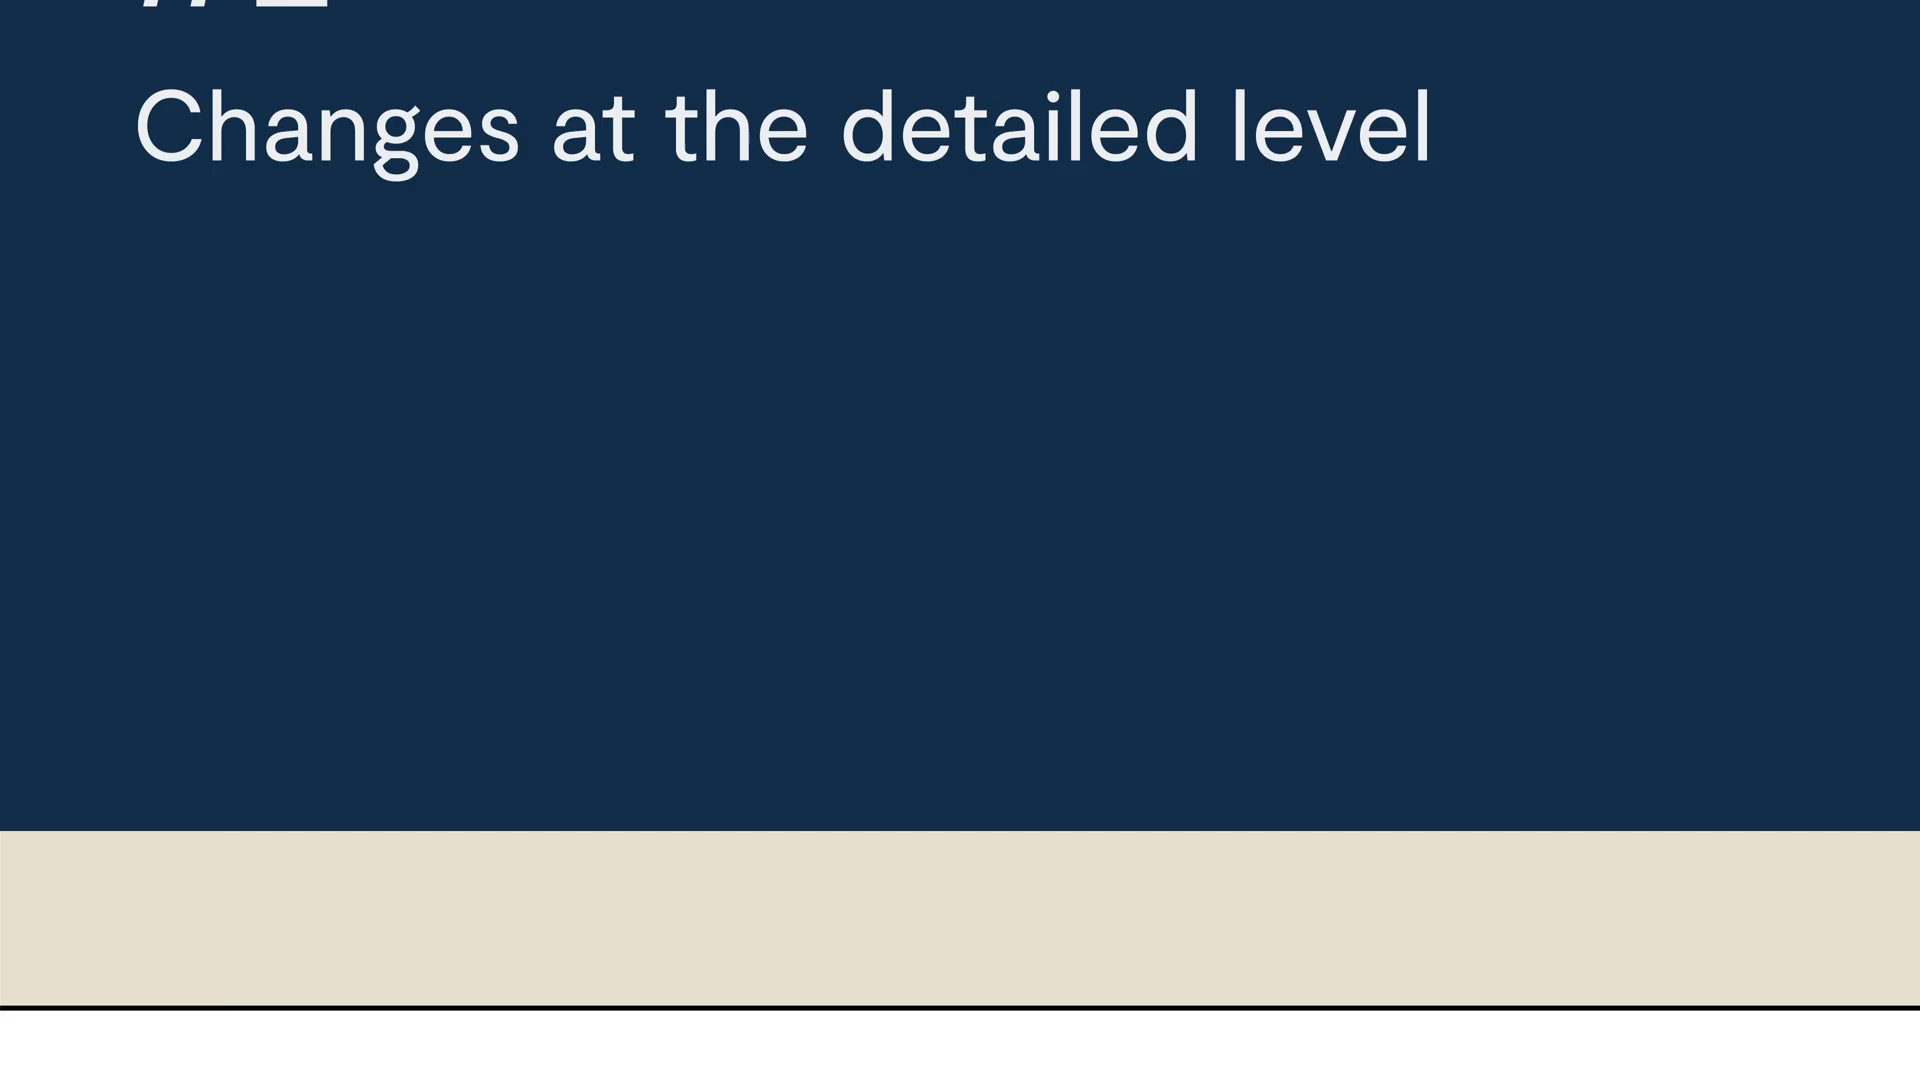 Changes at the detailed level